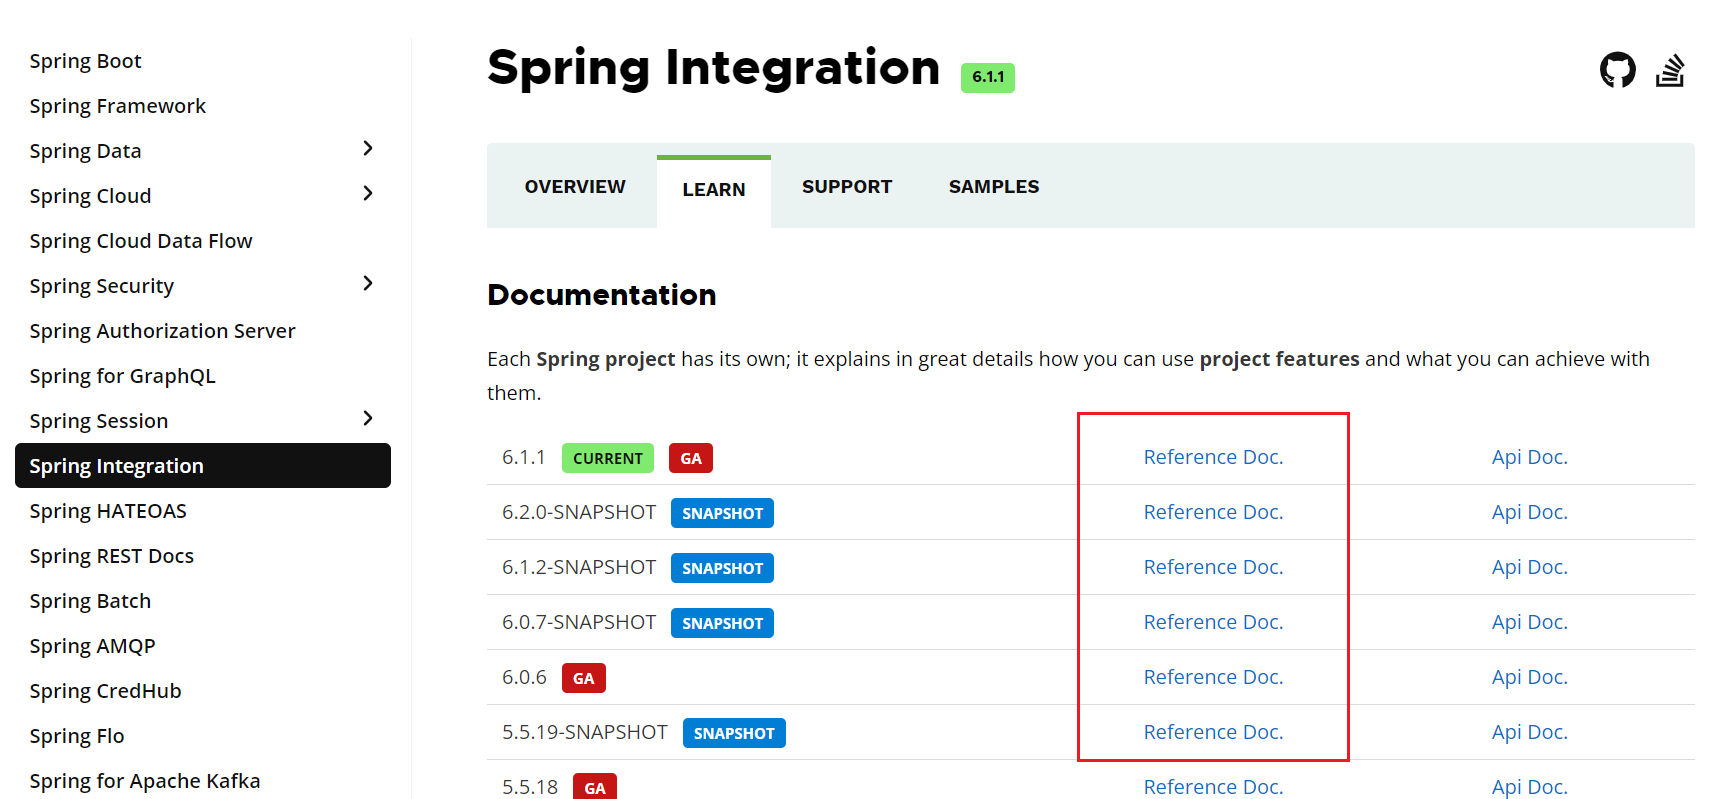 Spring Boot
Spring Framework
Spring Data
Spring Cloud
Spring Cloud Data Flow
Spring Security
Spring Authorization Server
Spring for GraphQL
Spring Session
Spring Integration
Spring HATEOAS
Spring REST Docs
Spring Batch
Spring AMQP
Spring CredHub
Spring Flo
Spring for Apache Kafka
Spring Integration 6.1.1
OVERVIEW LEARN SUPPORT SAMPLES
Documentation
Each Spring project has its own; it explains in great details how you can use project features and what you can achieve with
them.
6.1.1 CURRENT GA Reference Doc. Api Doc.
6.2.0-SNAPSHOT SNAPSHOT Reference Doc. Api Doc.
6.1.2-SNAPSHOT SNAPSHOT Reference Doc. Api Doc.
6.0.7-SNAPSHOT SNAPSHOT Reference Doc. Api Doc.
6.0.6 GA Reference Doc. Api Doc.
5.5.19-SNAPSHOT SNAPSHOT Reference Doc. Api Doc.
5.5.18 GA Reference Doc. Api Doc.